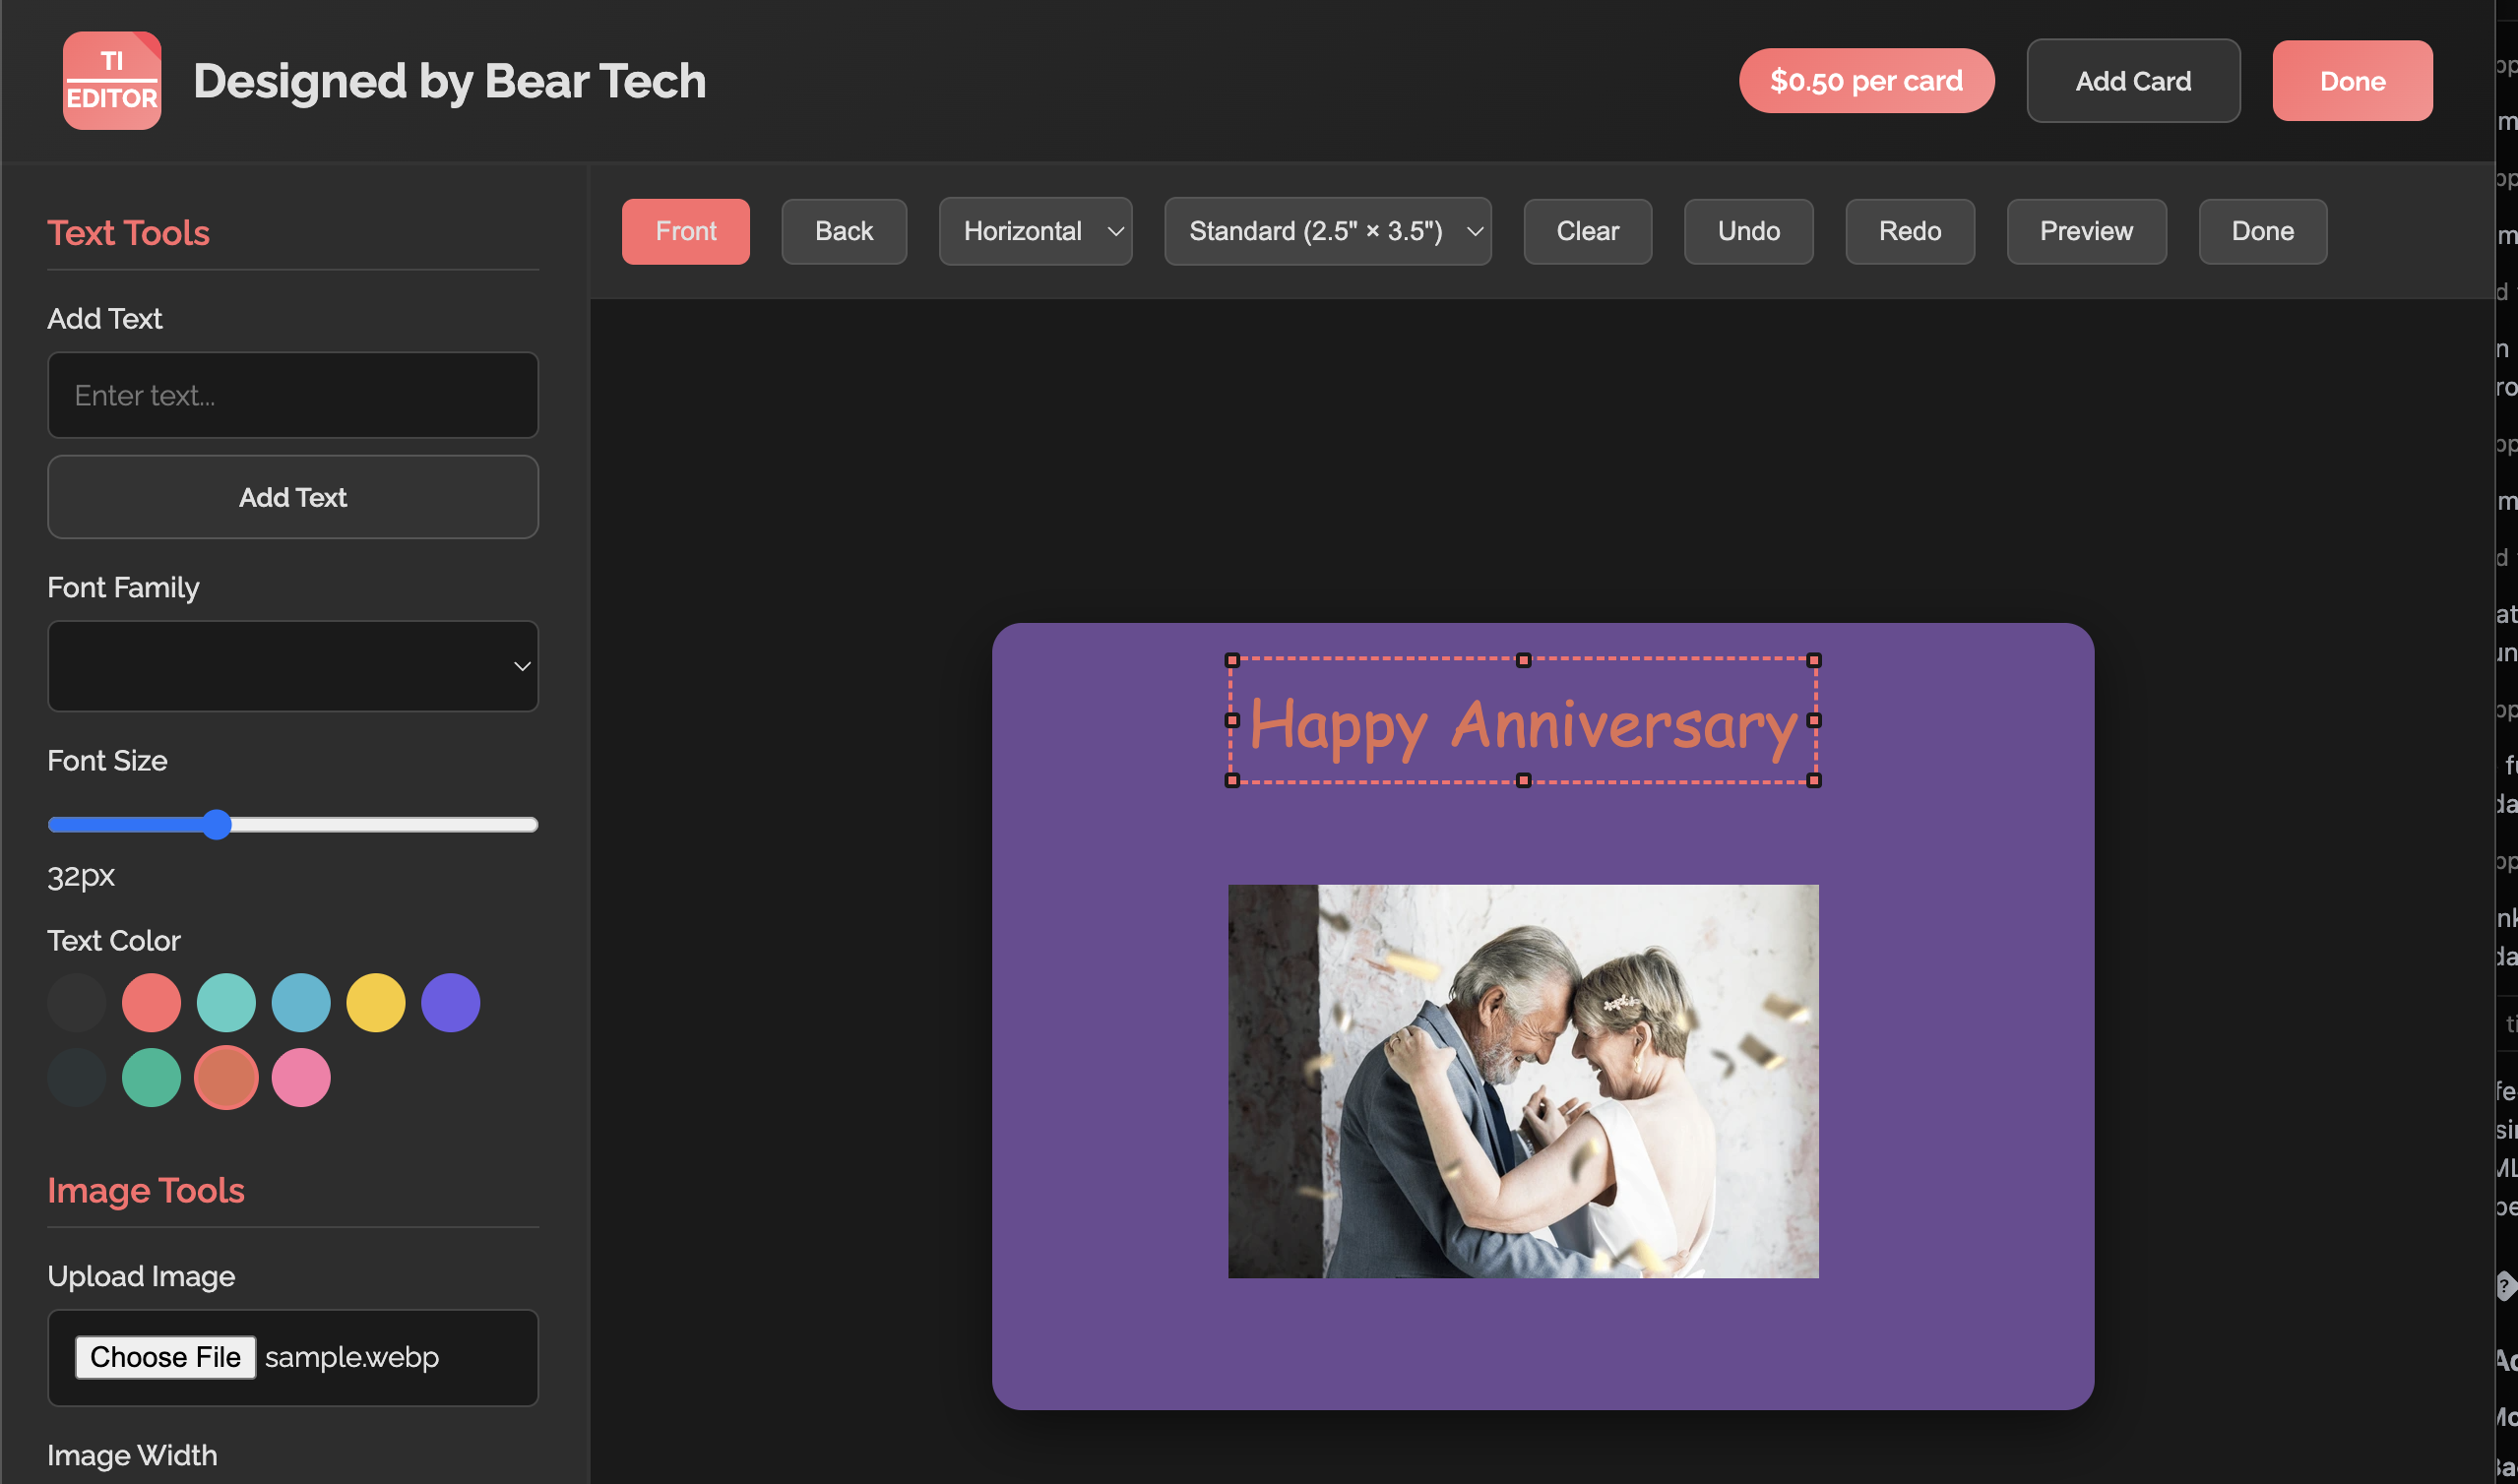 TI
EDITOR
Designed by Bear Tech
$0.50 per card
Add Card
Done
Front
Back
Horizontal
Standard (2.5" × 3.5")
Clear
Undo
Redo
Preview
Done
Text Tools
Add Text
Enter text...
Add Text
Font Family
Font Size
32px
Text Color
Image Tools
Upload Image
Choose File sample.webp
Image Width
Happy Anniversary